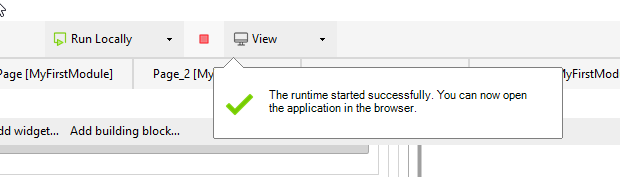 Run Locally View
Page [MyFirstModule] Page_2 [My MyFirstModu
The runtime started successfully. You can now open
the application in the browser.
dd widget... Add building block...